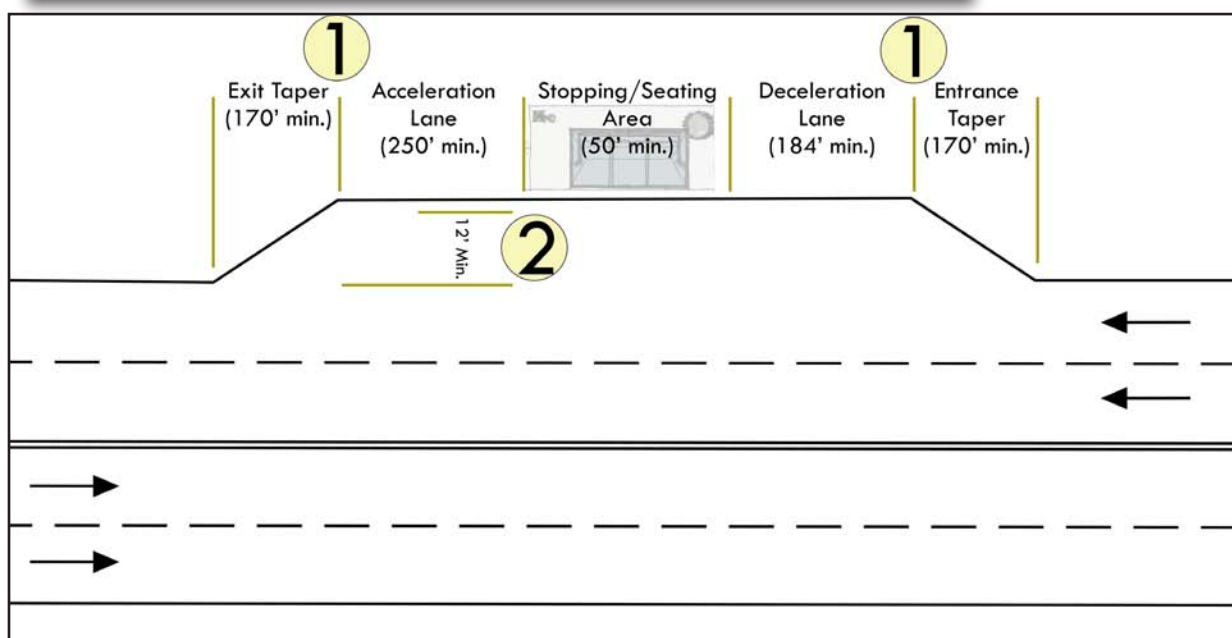 1
1
Exit Taper
(170' min.)
Acceleration
Lane
(250' min.)
Stopping/Seating
Area
(50' min.)
Deceleration
Lane
(184' min.)
Entrance
Taper
(170' min.)
12' Min.
2